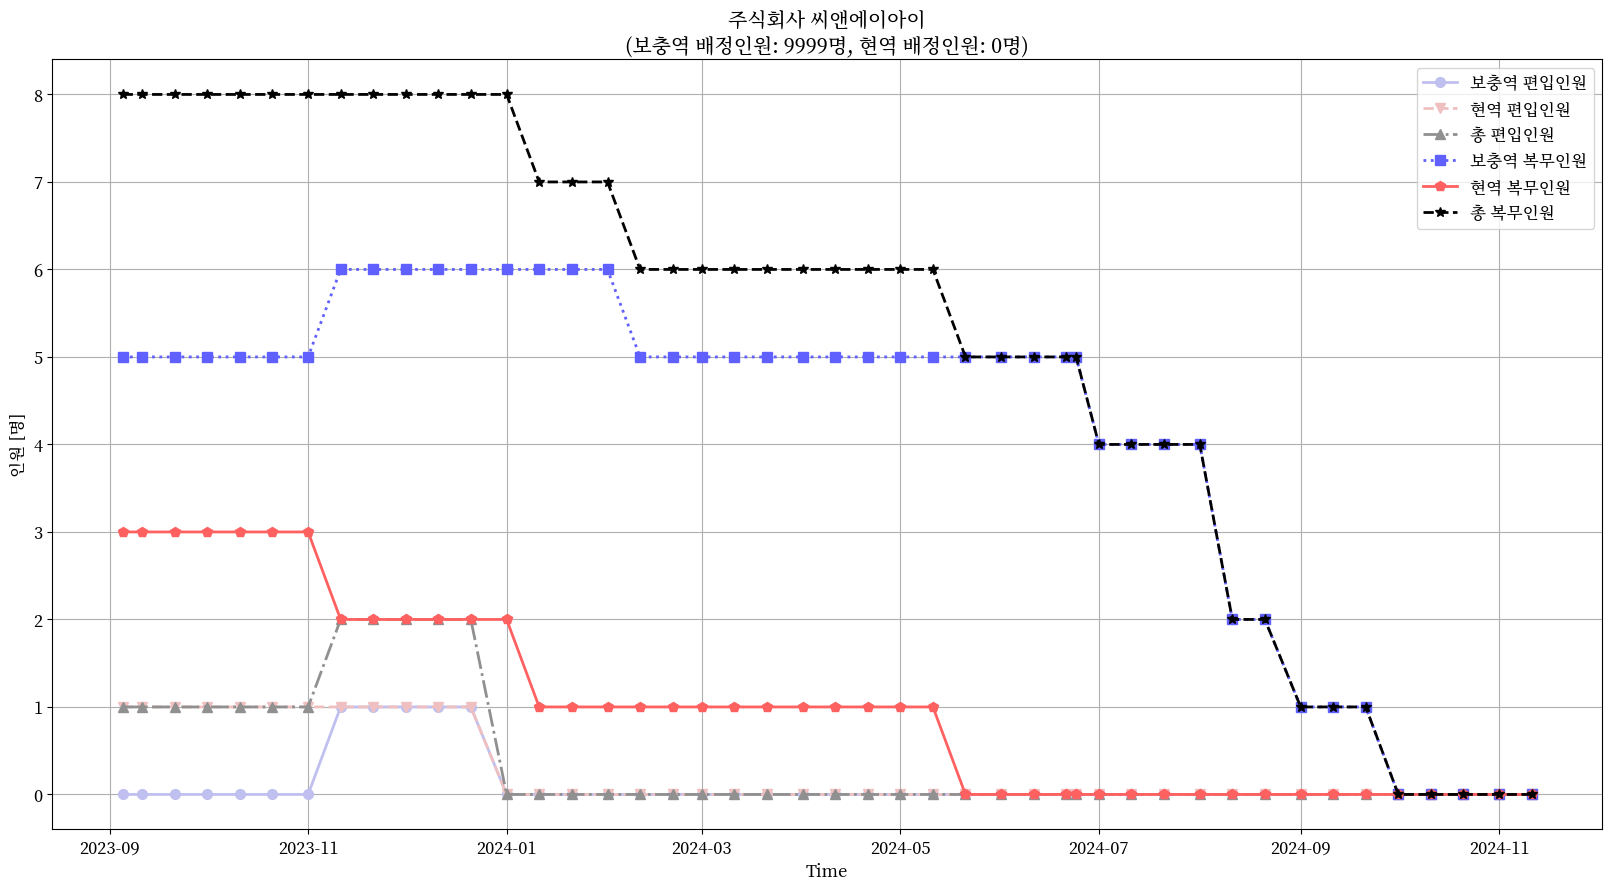 주식회사 씨앤에이아이
(보충역 배정인원: 9999명, 현역 배정인원: 0명)
보충역 편입인원
현역 편입인원
총 편입인원
보충역 복무인원
현역 복무인원
총 복무인원
인원 [명]
8
7
6
5
4
3
2
1
0
2023-09
2023-11
2024-01
2024-03
2024-05
2024-07
2024-09
2024-11
Time